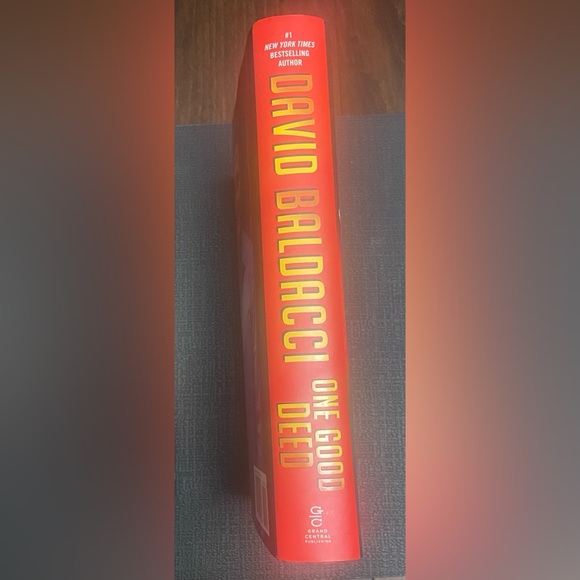 #1
NEW YORK TIMES
BESTSELLING
AUTHOR
DAVID BALDACCI
ONE GOOD
DEED
GC
GRAND
CENTRAL
PUBLISHING